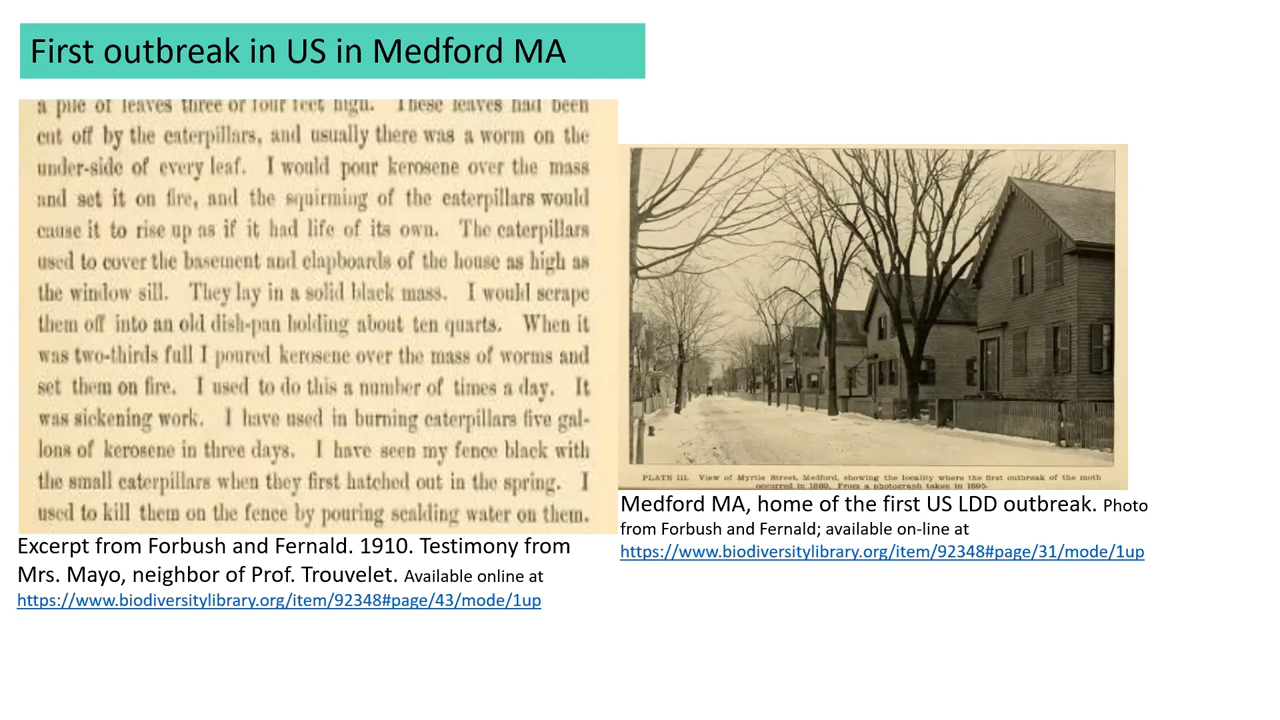 First outbreak in US in Medford MA
a pile of leaves three or four feet high. These leaves had been
cut off by the caterpillars, and usually there was a worm on the
under-side of every leaf. I would pour kerosene over the mass
and set it on fire, and the squirming of the caterpillars would
cause it to rise up as if it had life of its own. The caterpillars
used to cover the basement and clapboards of the house as high as
the window sill. They lay in a solid black mass. I would scrape
them off into an old dish-pan holding about ten quarts. When it
was two-thirds full I poured kerosene over the mass of worms and
set them on fire. I used to do this a number of times a day. It
was sickening work. I have used in burning caterpillars five gal-
lons of kerosene in three days. I have seen my fence black with
the small caterpillars when they first hatched out in the spring. I
used to kill them on the fence by pouring scalding water on them.
Excerpt from Forbush and Fernald. 1910. Testimony from
Mrs. Mayo, neighbor of Prof. Trouvelet. Available online at
https://www.biodiversitylibrary.org/item/92348#page/43/mode/1up
PLATE III. View of Myrtle Street, Medford, showing the locality where the first outbreak of the moth
occurred in 1889. From a photograph taken in 1895.
Medford MA, home of the first US LDD outbreak. Photo
from Forbush and Fernald; available on-line at
https://www.biodiversitylibrary.org/item/92348#page/31/mode/1up